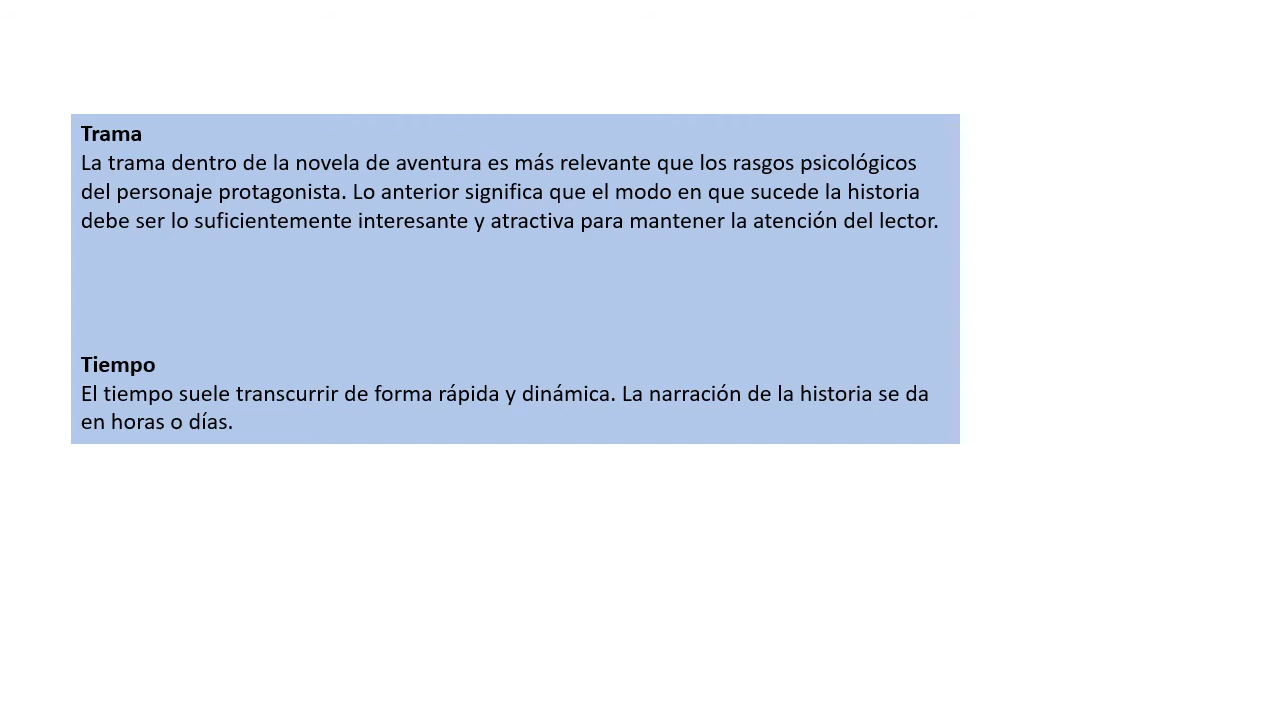 Trama
La trama dentro de la novela de aventura es más relevante que los rasgos psicológicos
del personaje protagonista. Lo anterior significa que el modo en que sucede la historia
debe ser lo suficientemente interesante y atractiva para mantener la atención del lector.
Tiempo
El tiempo suele transcurrir de forma rápida y dinámica. La narración de la historia se da
en horas o días.